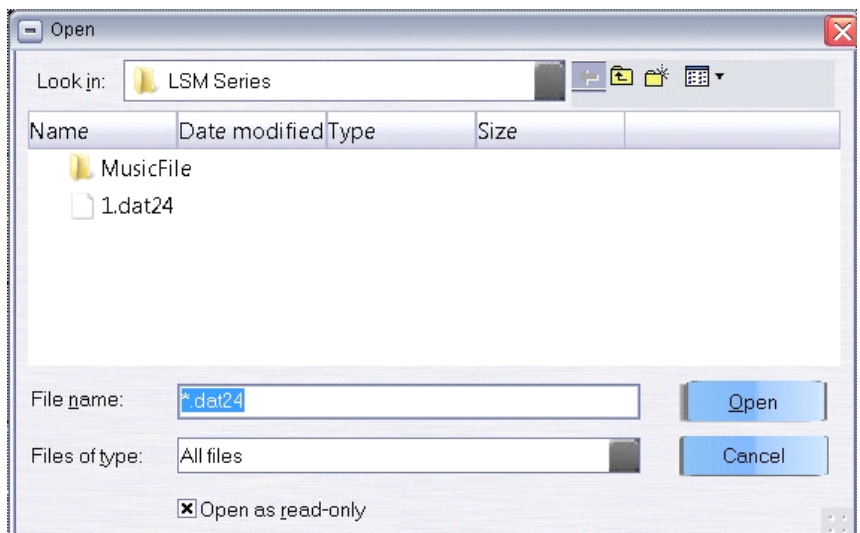 Open
Look in: LSM Series
Name Date modified Type Size
MusicFile
1.dat24
File name: *.dat24 Open
Files of type: All files Cancel
Open as read-only